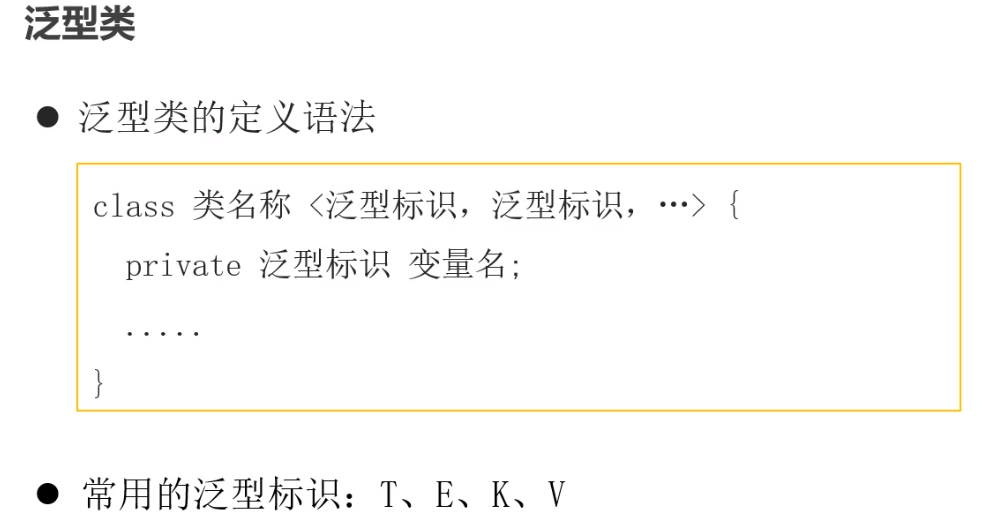 泛型类
● 泛型类的定义语法
class 类名称 <泛型标识，泛型标识，…> {
private 泛型标识 变量名;
.....
}
● 常用的泛型标识：T、E、K、V